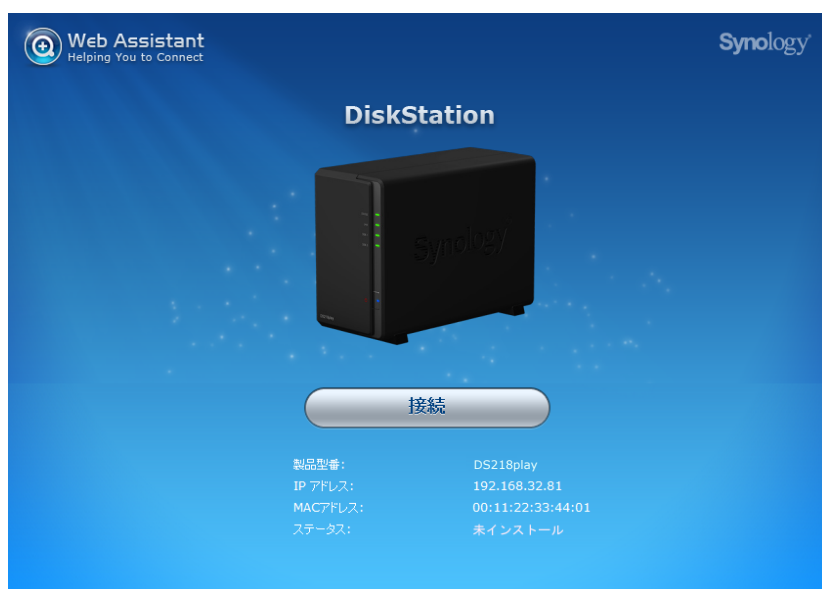 Web Assistant
Helping You to Connect
Synology
DiskStation
Synology
接続
製品型番: DS218play
IP アドレス: 192.168.32.81
MACアドレス: 00:11:22:33:44:01
ステータス: 未インストール